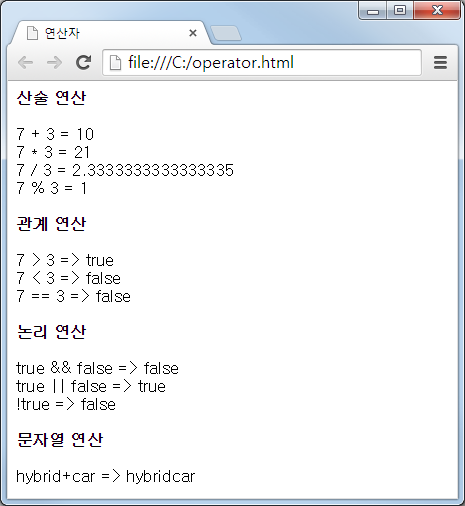 연산자
file:///C:/operator.html
산술 연산
7 + 3 = 10
7 * 3 = 21
7 / 3 = 2.3333333333333335
7 % 3 = 1
관계 연산
7 > 3 => true
7 < 3 => false
7 == 3 => false
논리 연산
true && false => false
true || false => true
!true => false
문자열 연산
hybrid+car => hybridcar